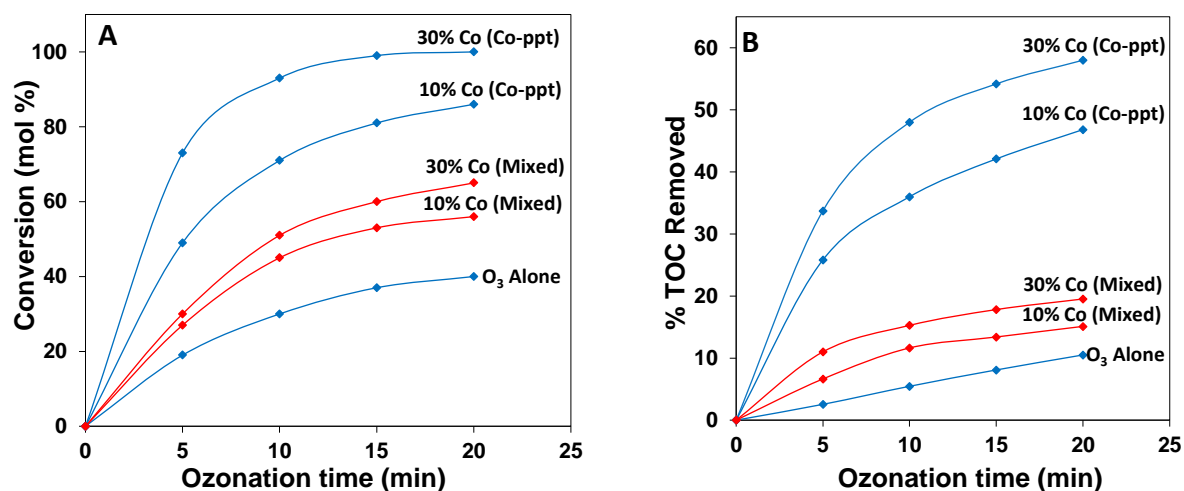 A
100
80
60
40
20
0
0 5 10 15 20 25
Conversion (mol %)
Ozonation time (min)
30% Co (Co-ppt)
10% Co (Co-ppt)
30% Co (Mixed)
10% Co (Mixed)
O₃ Alone
B
60
50
40
30
20
10
0
0 5 10 15 20 25
% TOC Removed
Ozonation time (min)
30% Co (Co-ppt)
10% Co (Co-ppt)
30% Co (Mixed)
10% Co (Mixed)
O₃ Alone